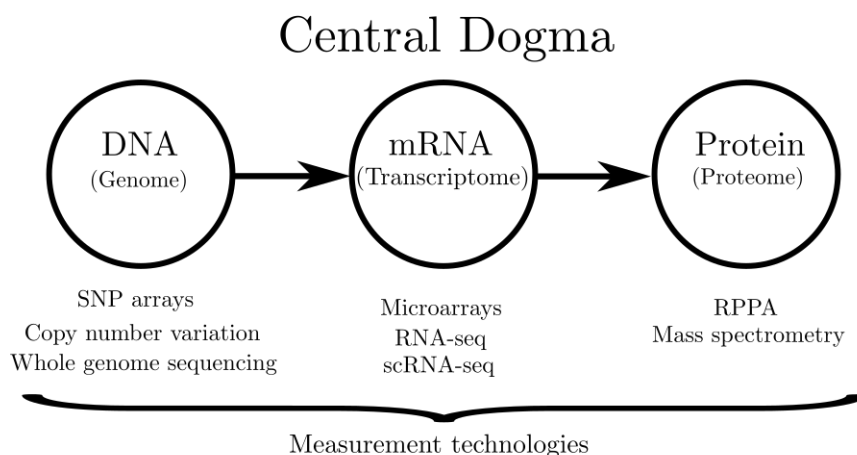 Central Dogma
DNA
(Genome)
mRNA
(Transcriptome)
Protein
(Proteome)
SNP arrays
Copy number variation
Whole genome sequencing
Microarrays
RNA-seq
scRNA-seq
RPPA
Mass spectrometry
Measurement technologies